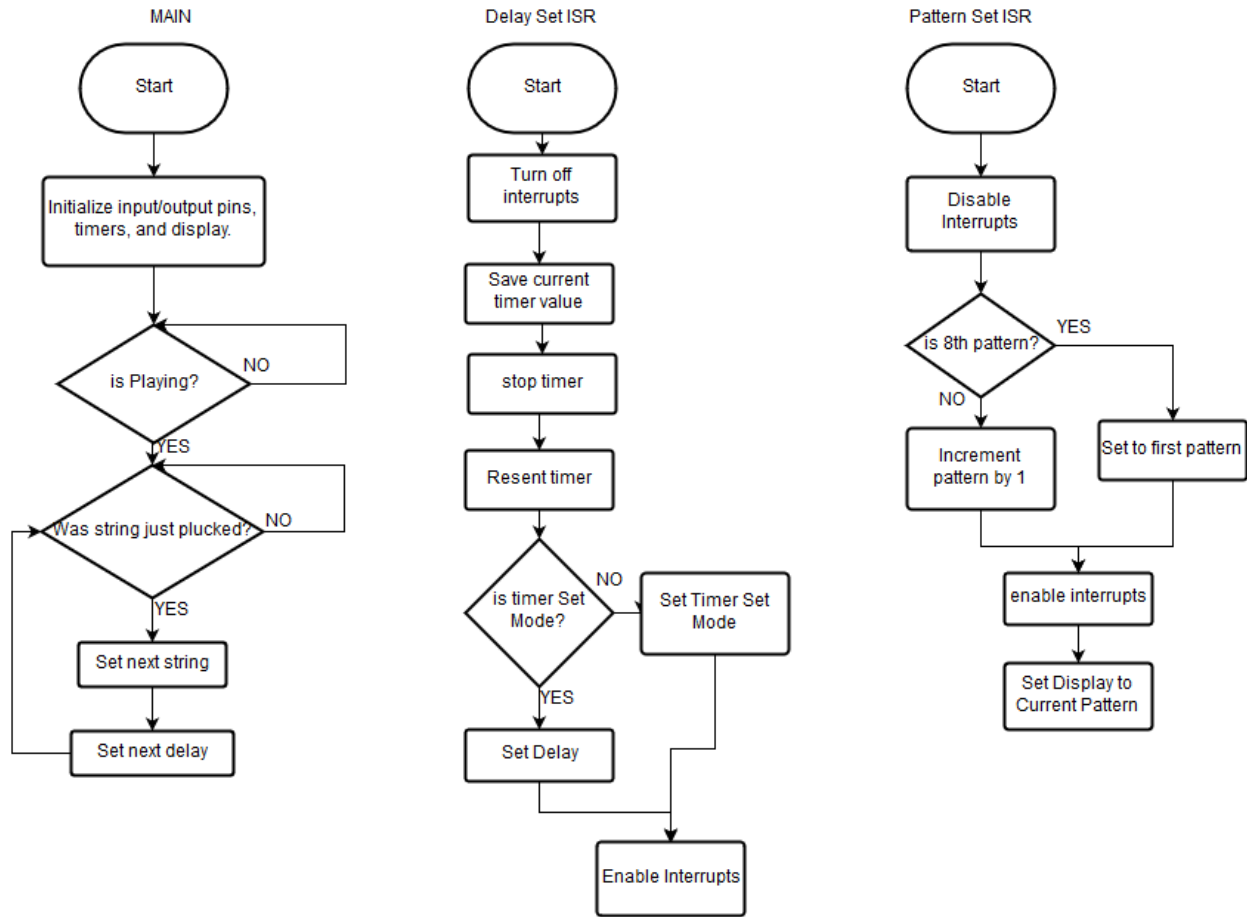 MAIN
Start
Initialize input/output pins,
timers, and display.
is Playing?
NO
YES
Was string just plucked?
NO
YES
Set next string
Set next delay
Delay Set ISR
Start
Turn off
interrupts
Save current
timer value
stop timer
Resent timer
is timer Set
Mode?
NO
Set Timer Set
Mode
YES
Set Delay
Enable Interrupts
Pattern Set ISR
Start
Disable
Interrupts
is 8th pattern?
YES
NO
Increment
pattern by 1
Set to first pattern
enable interrupts
Set Display to
Current Pattern